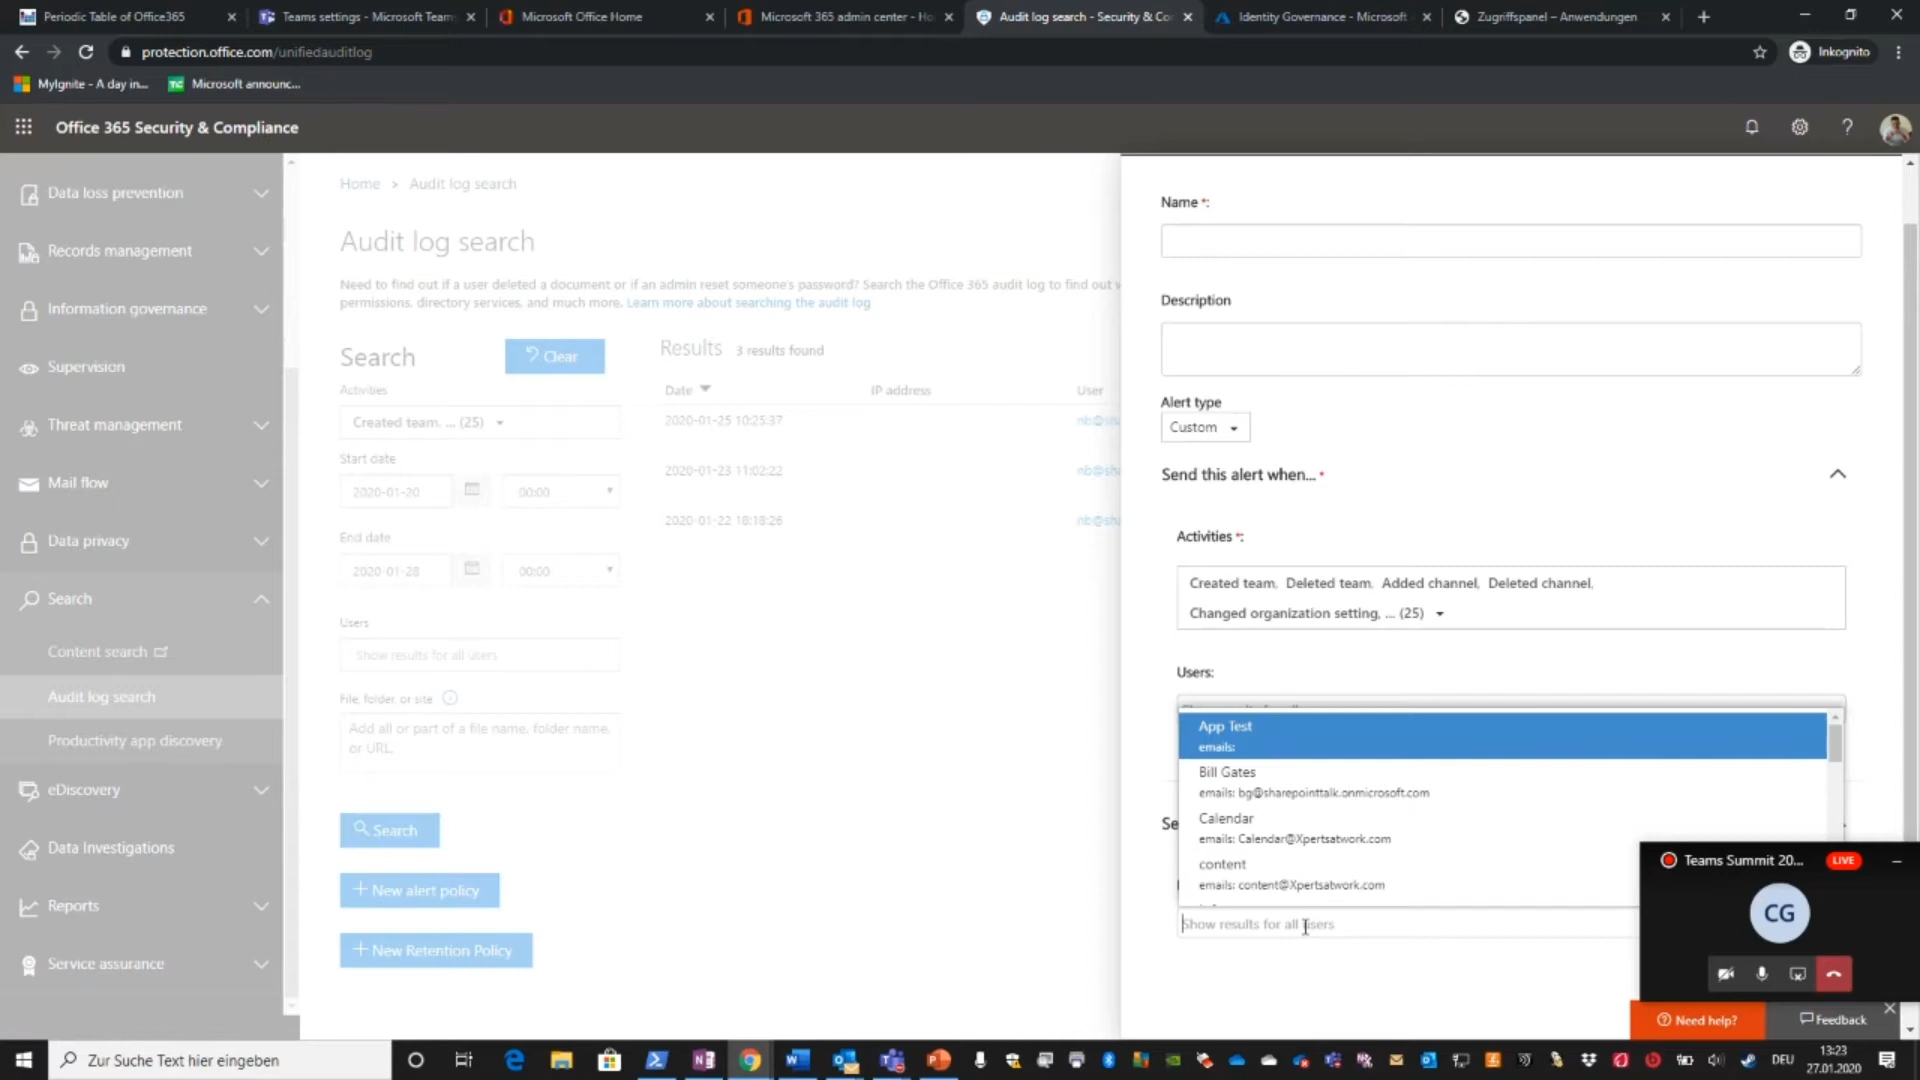 Periodic Table of Office365
Teams settings - Microsoft Team
Microsoft Office Home
Microsoft 365 admin center - Ho
Audit log search - Security & Co
Identity Governance - Microsoft
Zugriffspanel – Anwendungen
protection.office.com/unifiedauditlog
Inkognito
MyIgnite - A day in...
Microsoft announc...
Office 365 Security & Compliance
Data loss prevention
Records management
Information governance
Supervision
Threat management
Mail flow
Data privacy
Search
Content search
Audit log search
Productivity app discovery
eDiscovery
Data Investigations
Reports
Service assurance
Home > Audit log search
Audit log search
Need to find out if a user deleted a document or if an admin reset someone's password? Search the Office 365 audit log to find out
permissions, directory services, and much more. Learn more about searching the audit log
Search
Clear
Activities
Created team, ... (25)
Start date
2020-01-20
00:00
End date
2020-01-28
00:00
Users
Show results for all users
File, folder, or site
Add all or part of a file name, folder name,
or URL.
Search
+ New alert policy
+ New Retention Policy
Results 3 results found
Date IP address User
2020-01-25 10:25:37 nb@sha
2020-01-23 11:02:22 nb@sha
2020-01-22 18:18:26 nb@sha
Name *:
Description
Alert type
Custom
Send this alert when... *
Activities *:
Created team, Deleted team, Added channel, Deleted channel,
Changed organization setting, ... (25)
Users:
App Test
emails:
Bill Gates
emails: bg@sharepointtalk.onmicrosoft.com
Calendar
emails: Calendar@Xpertsatwork.com
content
emails: content@Xpertsatwork.com
Se
Show results for all users
Teams Summit 20... LIVE
CG
Need help?
Feedback
Zur Suche Text hier eingeben
DEU
13:23
27.01.2020